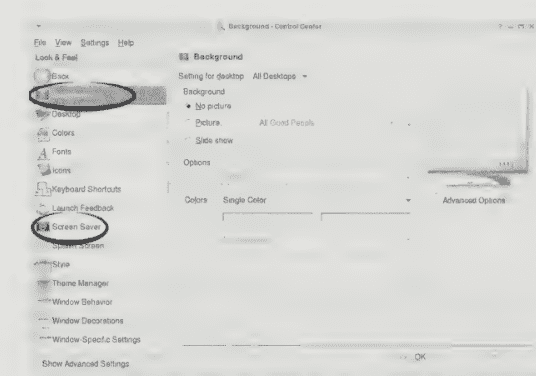 Background - Control Center
File View Settings Help
Look & Feel
Back
Desktop
Colors
Fonts
Icons
Keyboard Shortcuts
Launch Feedback
Screen Saver
Splash Screen
Style
Theme Manager
Window Behavior
Window Decorations
Window-Specific Settings
Show Advanced Settings
Background
Setting for desktop All Desktops
Background
No picture
Picture
Slide show
Options
Colors Single Color
Advanced Options
OK